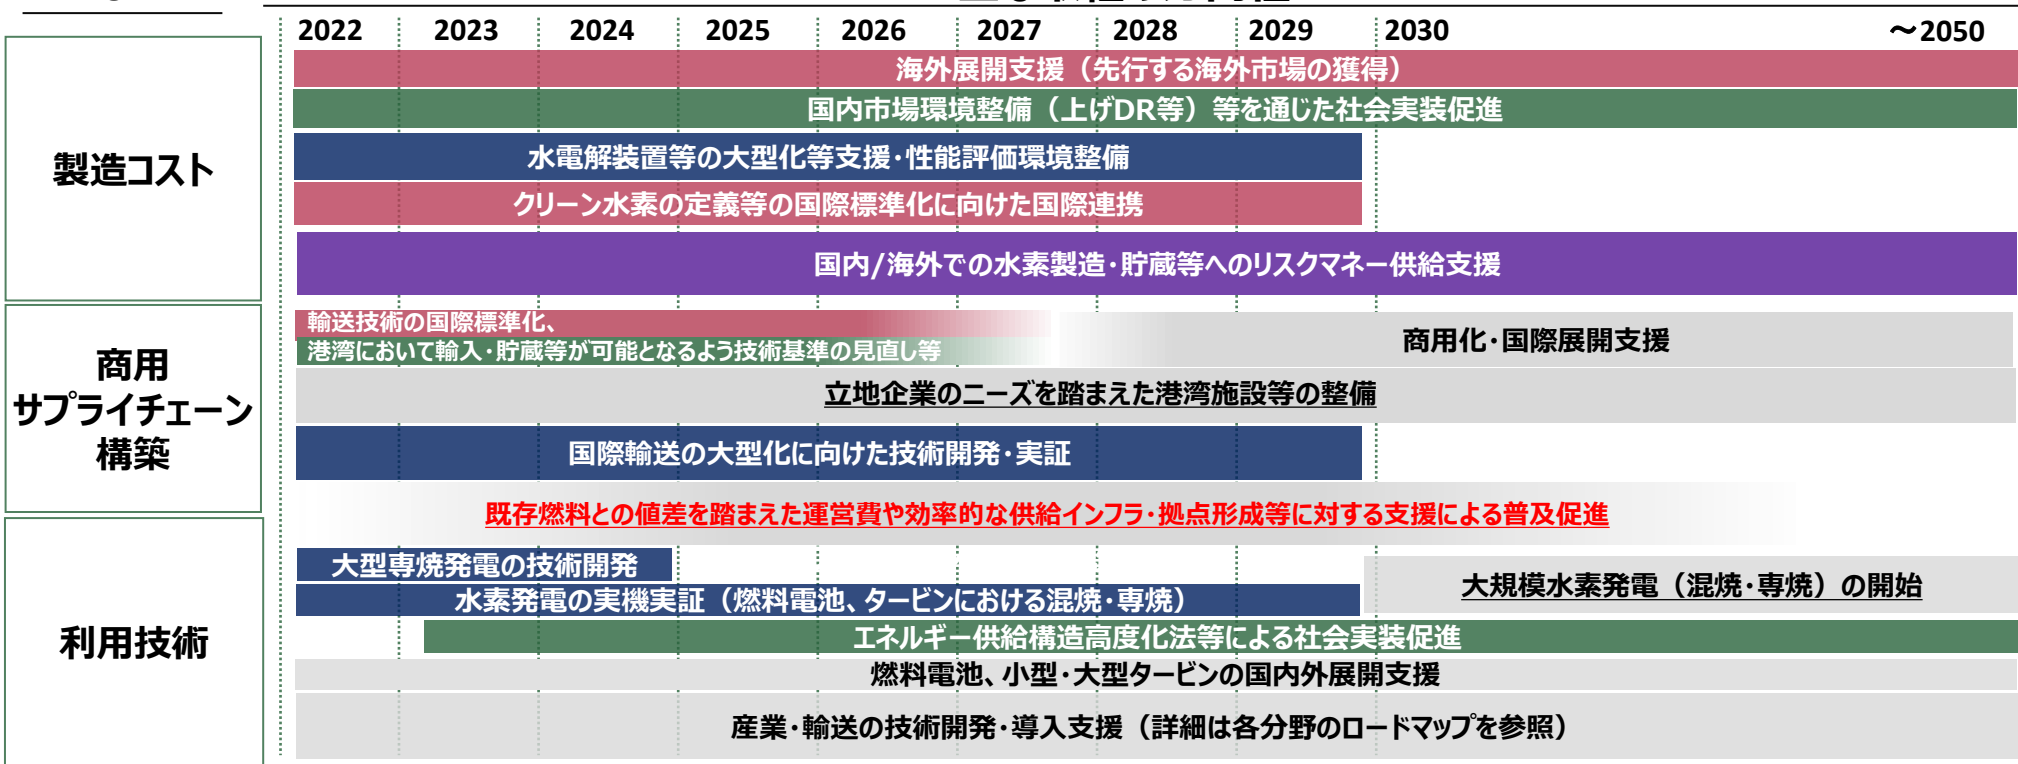 2022 2023 2024 2025 2026 2027 2028 2029 2030 ～2050
製造コスト
海外展開支援（先行する海外市場の獲得）
国内市場環境整備（上げDR等）等を通じた社会実装促進
水電解装置等の大型化等支援・性能評価環境整備
クリーン水素の定義等の国際標準化に向けた国際連携
国内/海外での水素製造・貯蔵等へのリスクマネー供給支援
商用
サプライチェーン
構築
輸送技術の国際標準化、
港湾において輸入・貯蔵等が可能となるよう技術基準の見直し等
商用化・国際展開支援
立地企業のニーズを踏まえた港湾施設等の整備
国際輸送の大型化に向けた技術開発・実証
既存燃料との値差を踏まえた運営費や効率的な供給インフラ・拠点形成等に対する支援による普及促進
利用技術
大型専焼発電の技術開発
水素発電の実機実証（燃料電池、タービンにおける混焼・専焼）
大規模水素発電（混焼・専焼）の開始
エネルギー供給構造高度化法等による社会実装促進
燃料電池、小型・大型タービンの国内外展開支援
産業・輸送の技術開発・導入支援（詳細は各分野のロードマップを参照）